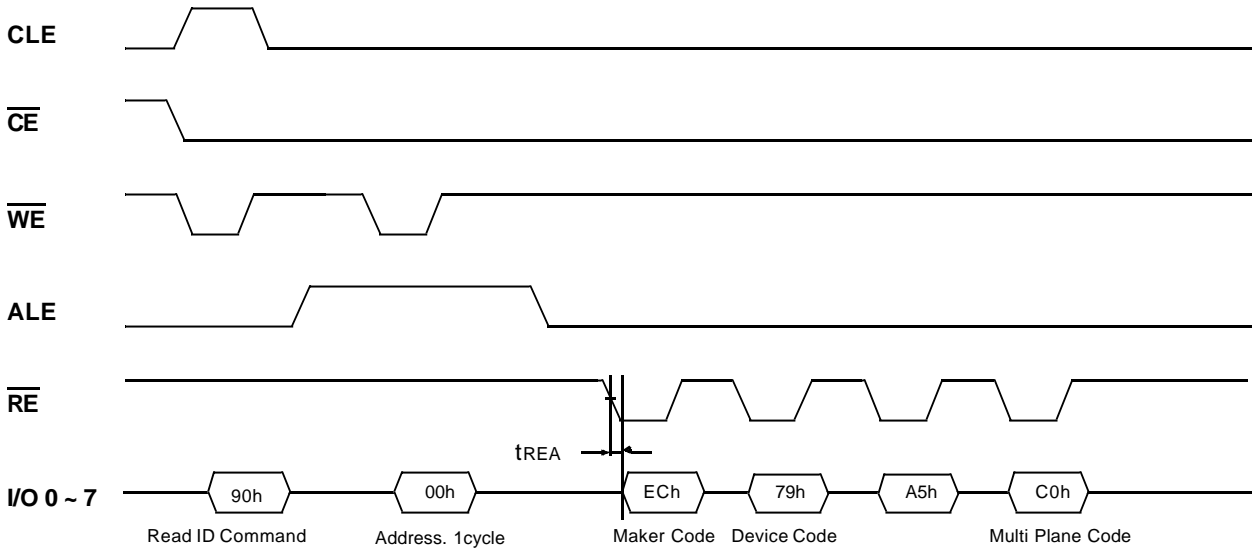 CLE
CE
WE
ALE
RE
tREA
I/O 0 ~ 7
90h
00h
ECh
79h
A5h
C0h
Read ID Command
Address. 1cycle
Maker Code
Device Code
Multi Plane Code